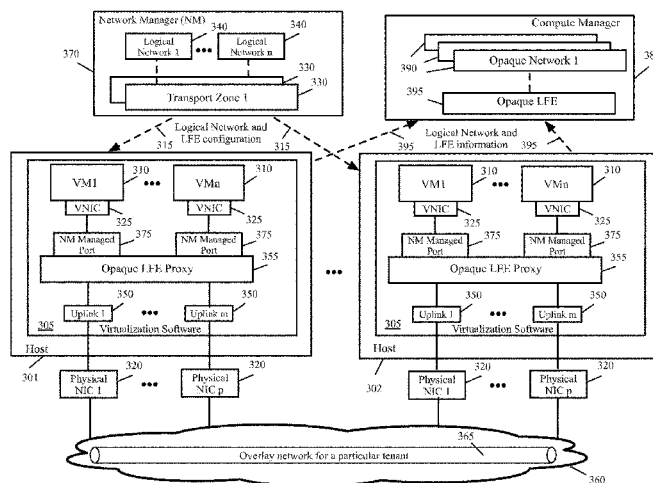 Network Manager (NM)
340
340
Logical Network 1
Logical Network n
370
330
330
Transport Zone 1
Compute Manager
390
Opaque Network 1
395
Opaque LFE
Logical Network and LFE configuration
315
315
Logical Network and LFE information
395
395
VM1
310
VMn
310
VNIC
325
VNIC
325
NM Managed Port
375
NM Managed Port
375
Opaque LFE Proxy
355
Uplink 1
350
Uplink m
350
305
Virtualization Software
Host
301
Physical NIC 1
320
Physical NIC p
320
VM1
310
VMn
310
VNIC
325
VNIC
325
NM Managed Port
375
NM Managed Port
375
Opaque LFE Proxy
355
Uplink 1
350
Uplink m
350
305
Virtualization Software
Host
302
Physical NIC 1
320
Physical NIC p
320
365
Overlay network for a particular tenant
360